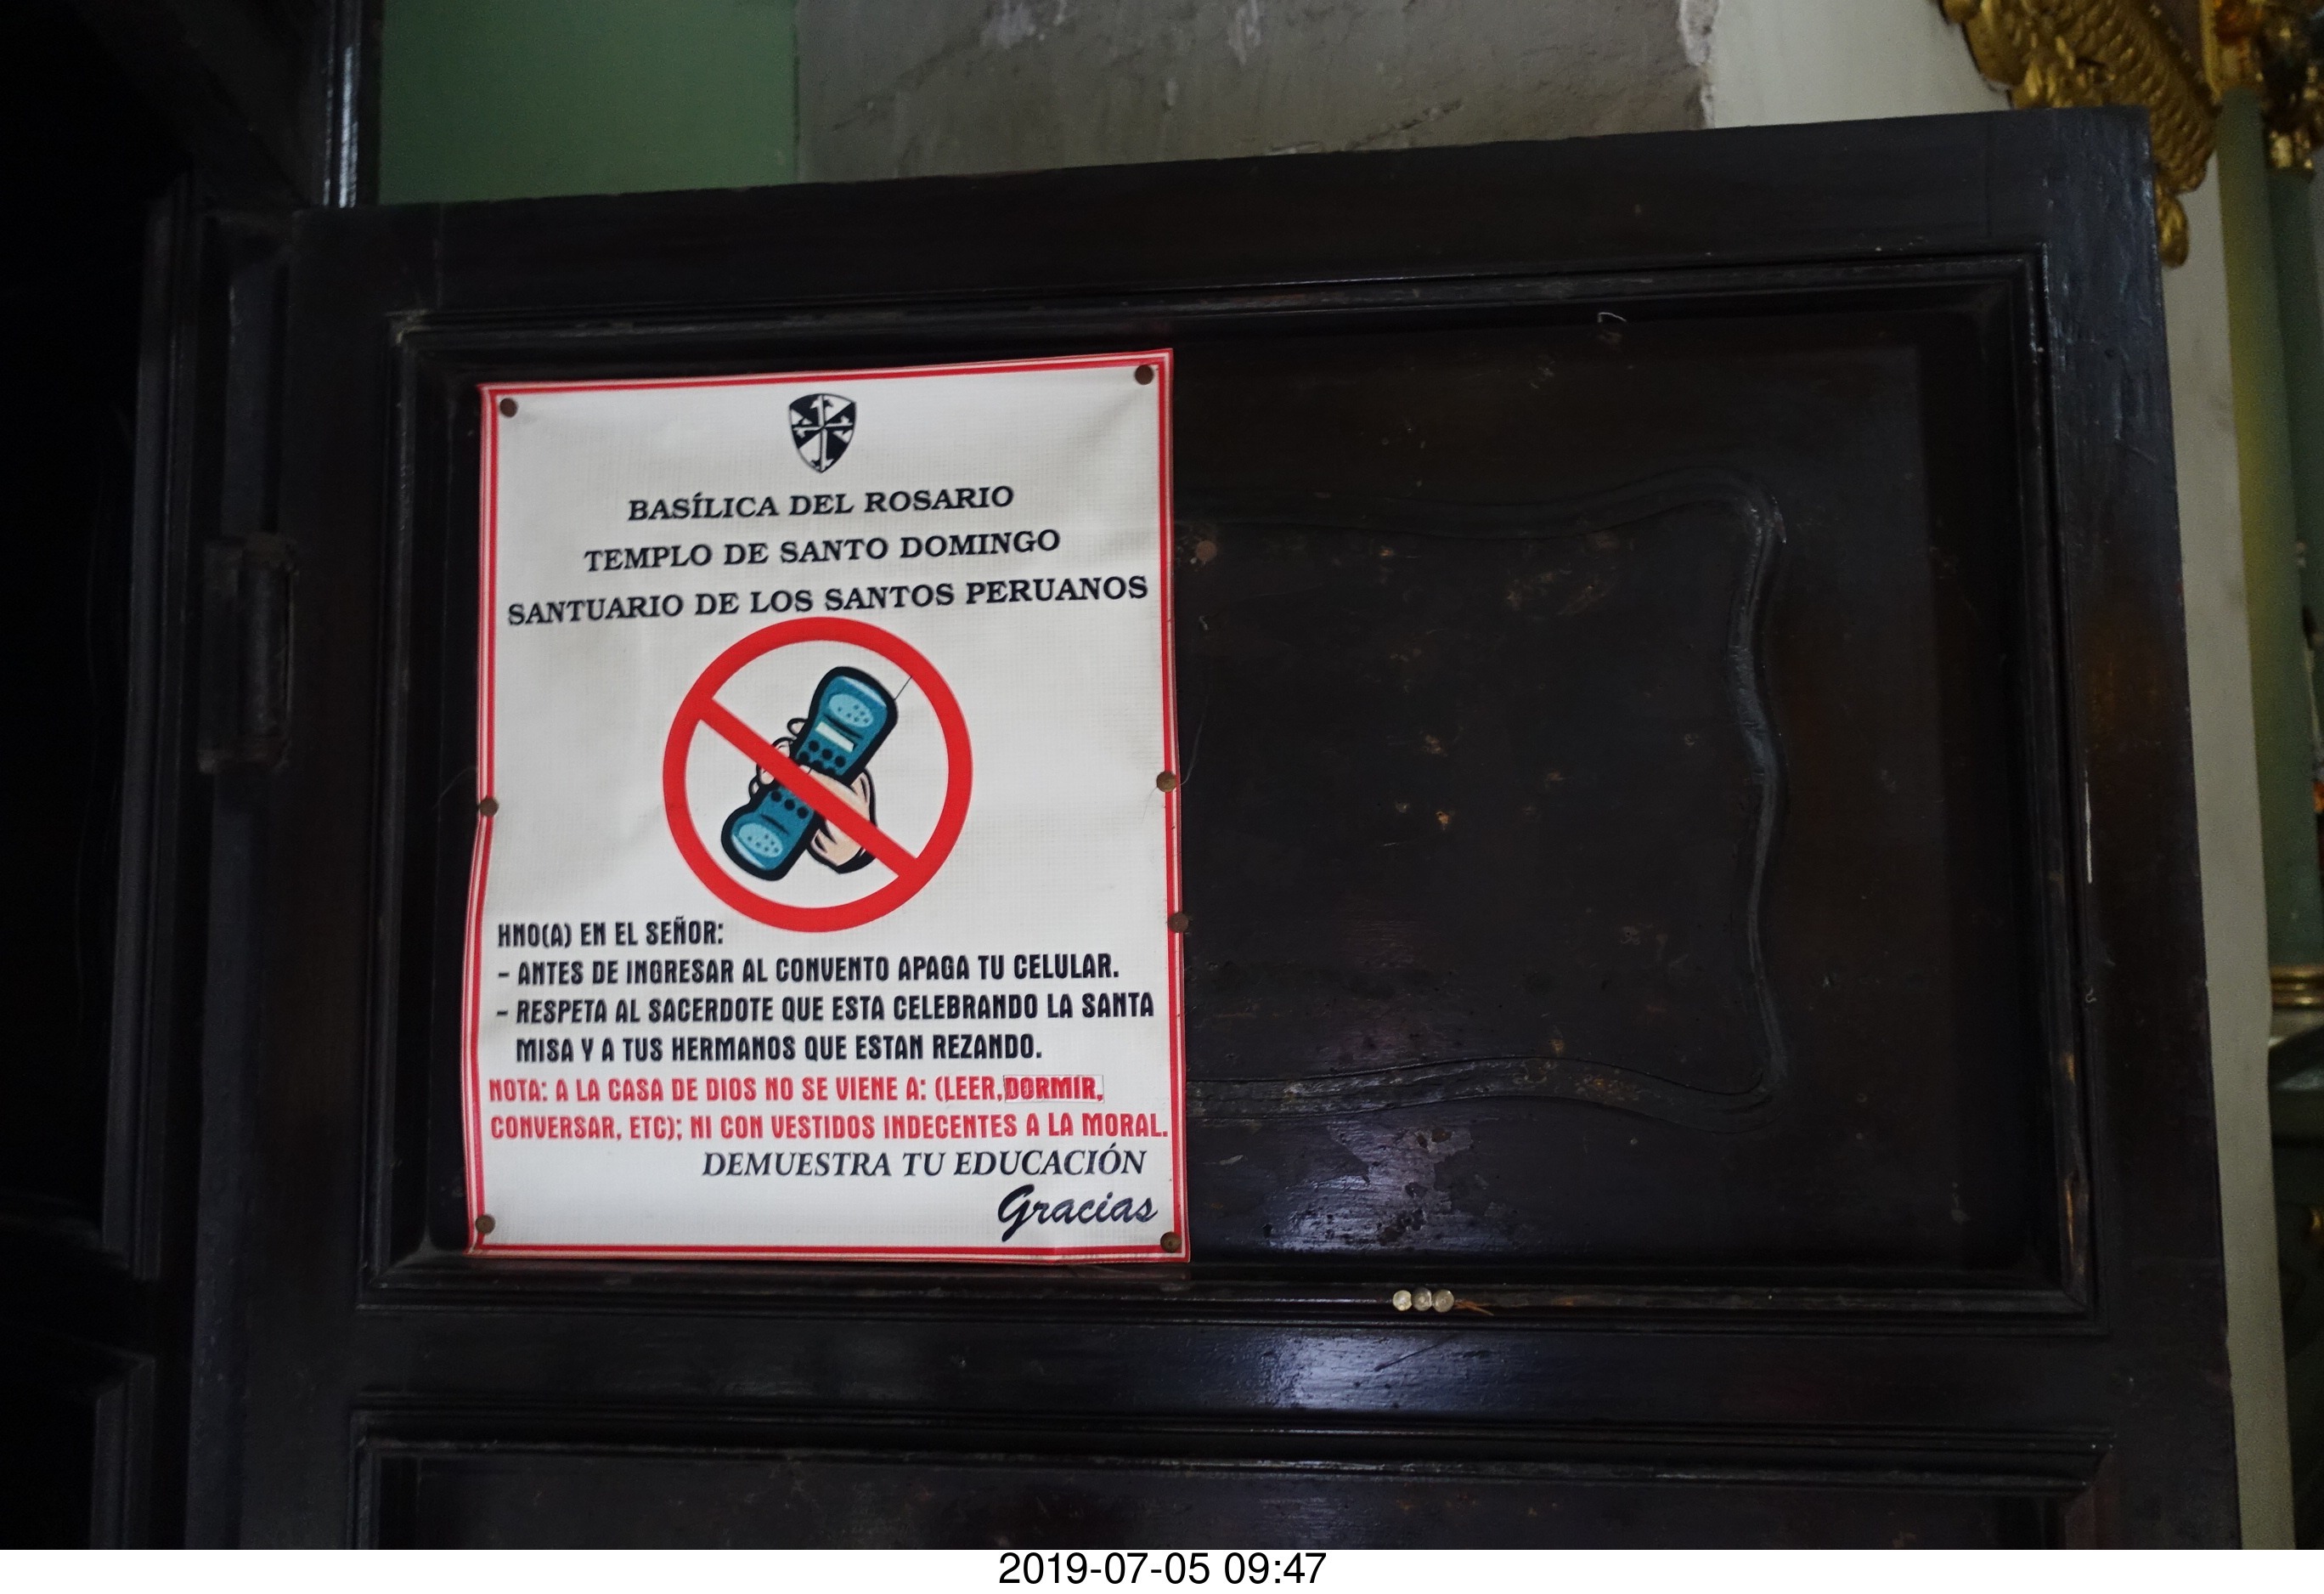 BASÍLICA DEL ROSARIO
TEMPLO DE SANTO DOMINGO
SANTUARIO DE LOS SANTOS PERUANOS
HNO(A) EN EL SEÑOR:
- ANTES DE INGRESAR AL CONVENTO APAGA TU CELULAR.
- RESPETA AL SACERDOTE QUE ESTA CELEBRANDO LA SANTA
MISA Y A TUS HERMANOS QUE ESTAN REZANDO.
NOTA: A LA CASA DE DIOS NO SE VIENE A: (LEER, DORMIR,
CONVERSAR, ETC); NI CON VESTIDOS INDECENTES A LA MORAL.
DEMUESTRA TU EDUCACIÓN
Gracias
2019-07-05 09:47